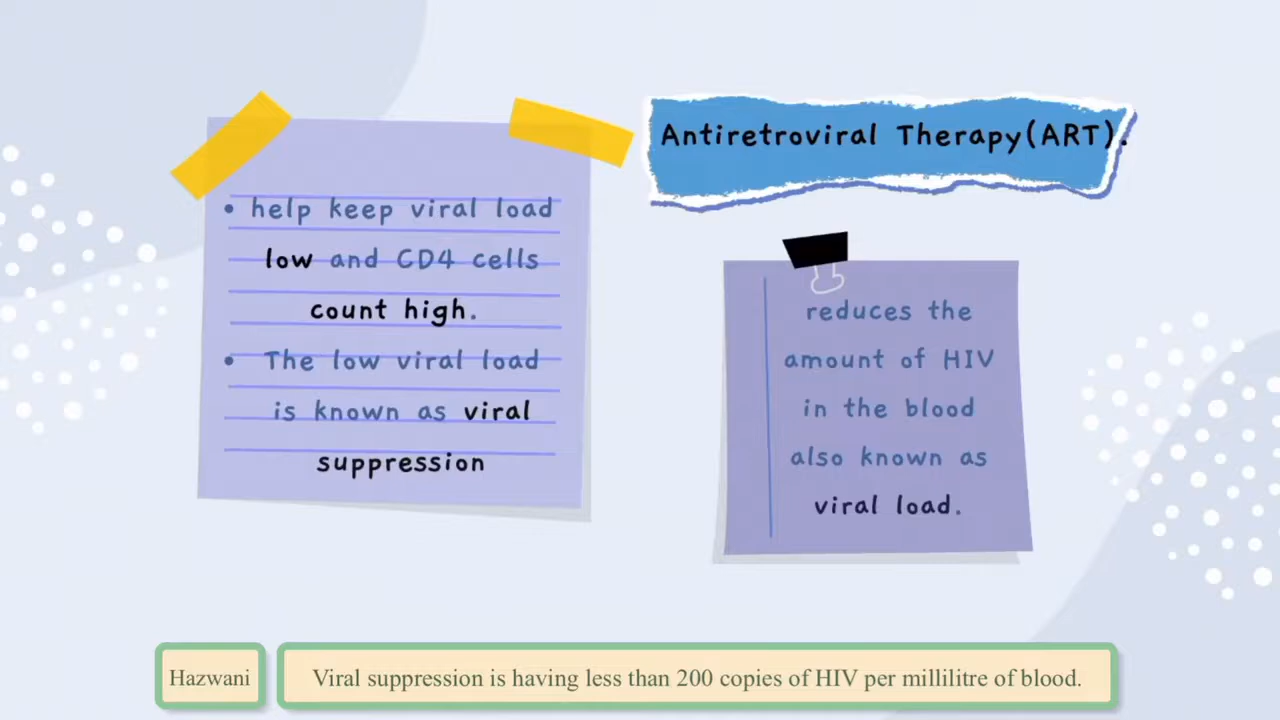 Antiretroviral Therapy(ART).
• help keep viral load
low and CD4 cells
count high.
• The low viral load
is known as viral
suppression
reduces the
amount of HIV
in the blood
also known as
viral load.
Hazwani
Viral suppression is having less than 200 copies of HIV per millilitre of blood.